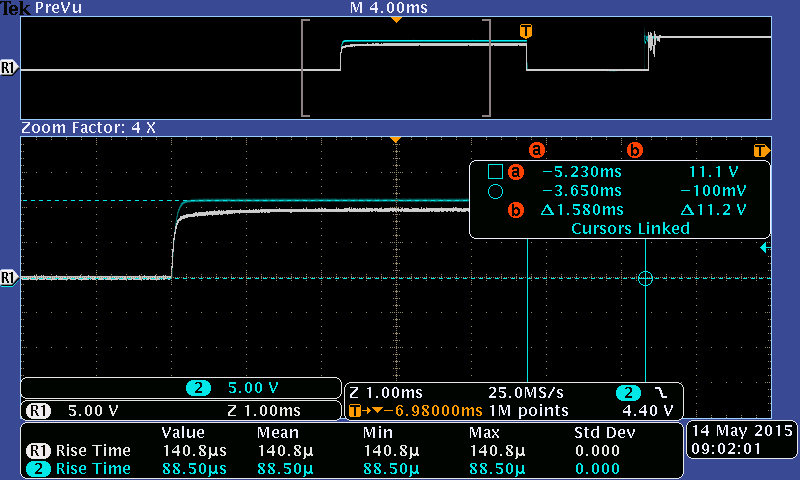 Tek PreVu M 4.00ms
T
R1
Zoom Factor: 4 X
a b T
a −5.230ms 11.1 V
−3.650ms −100mV
b Δ1.580ms Δ11.2 V
Cursors Linked
R1
2 5.00 V
R1 5.00 V Z 1.00ms
Z 1.00ms 25.0MS/s 2
T→▼−6.98000ms 1M points 4.40 V
Value Mean Min Max Std Dev
R1 Rise Time 140.8µs 140.8µ 140.8µ 140.8µ 0.000
2 Rise Time 88.50µs 88.50µ 88.50µ 88.50µ 0.000
14 May 2015
09:02:01